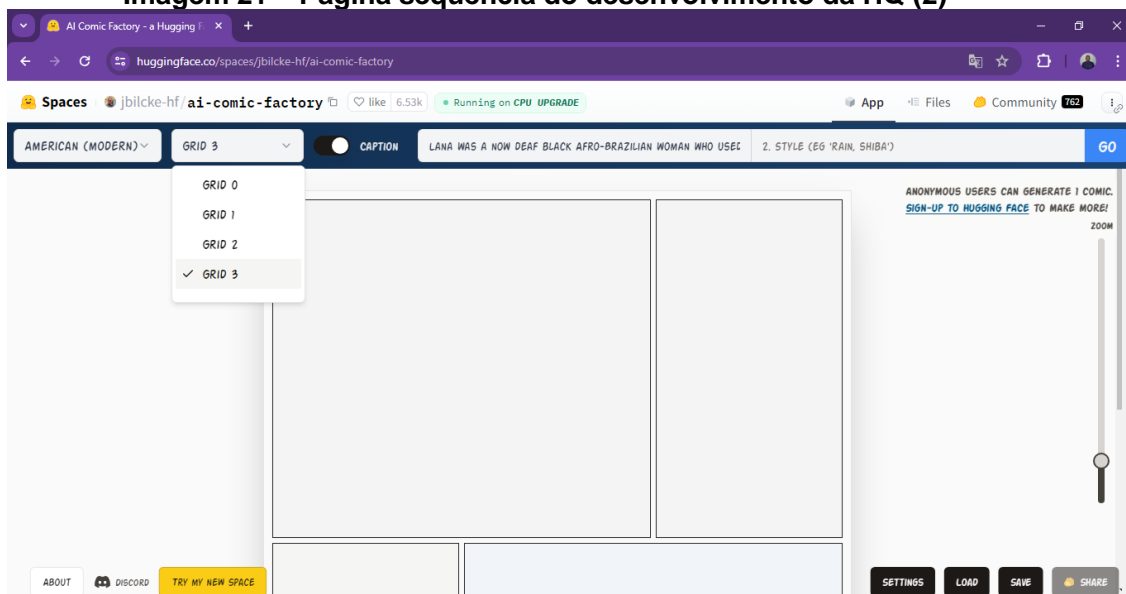 Imagem 21 – Página sequência do desenvolvimento da HQ (2)
AI Comic Factory - a Hugging F
huggingface.co/spaces/jbilcke-hf/ai-comic-factory
Spaces jbilcke-hf/ai-comic-factory like 6.53k Running on CPU UPGRADE App Files Community 762
AMERICAN (MODERN) GRID 3 CAPTION LANA WAS A NOW DEAF BLACK AFRO-BRAZILIAN WOMAN WHO USED 2. STYLE (EG 'RAIN, SHIBA') GO
GRID 0
GRID 1
GRID 2
GRID 3
ANONYMOUS USERS CAN GENERATE 1 COMIC.
SIGN-UP TO HUGGING FACE TO MAKE MORE!
ZOOM
ABOUT DISCORD TRY MY NEW SPACE SETTINGS LOAD SAVE SHARE